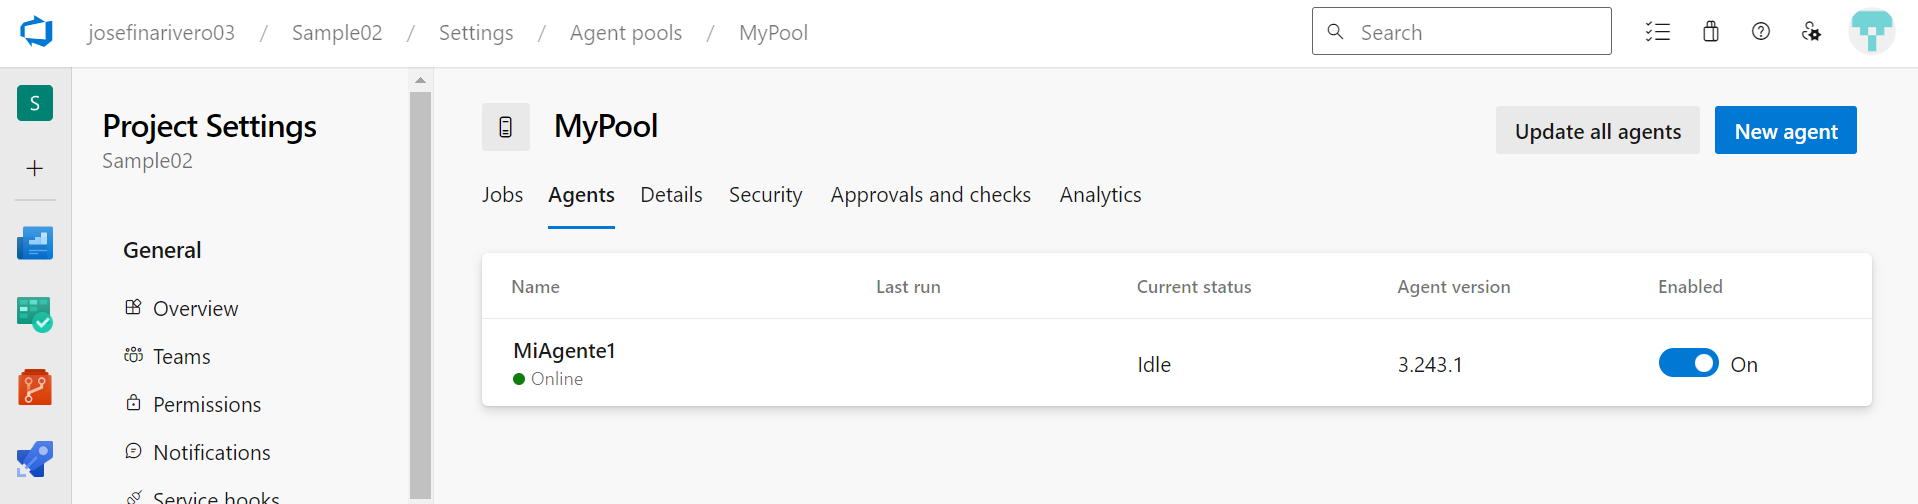 josefinarivero03 / Sample02 / Settings / Agent pools / MyPool
Search
S
Project Settings
Sample02
General
Overview
Teams
Permissions
Notifications
Service hooks
MyPool
Update all agents
New agent
Jobs Agents Details Security Approvals and checks Analytics
Name Last run Current status Agent version Enabled
MiAgente1 Idle 3.243.1 On
Online